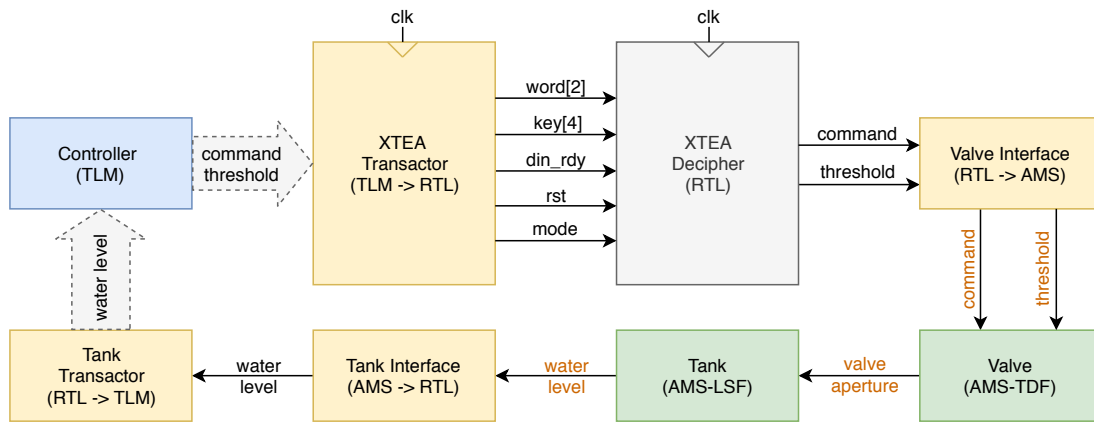 clk
clk
Controller
(TLM)
command
threshold
XTEA
Transactor
(TLM -> RTL)
word[2]
key[4]
din_rdy
rst
mode
XTEA
Decipher
(RTL)
command
threshold
Valve Interface
(RTL -> AMS)
water level
command
threshold
Tank
Transactor
(RTL -> TLM)
water
level
Tank Interface
(AMS -> RTL)
water
level
Tank
(AMS-LSF)
valve
aperture
Valve
(AMS-TDF)